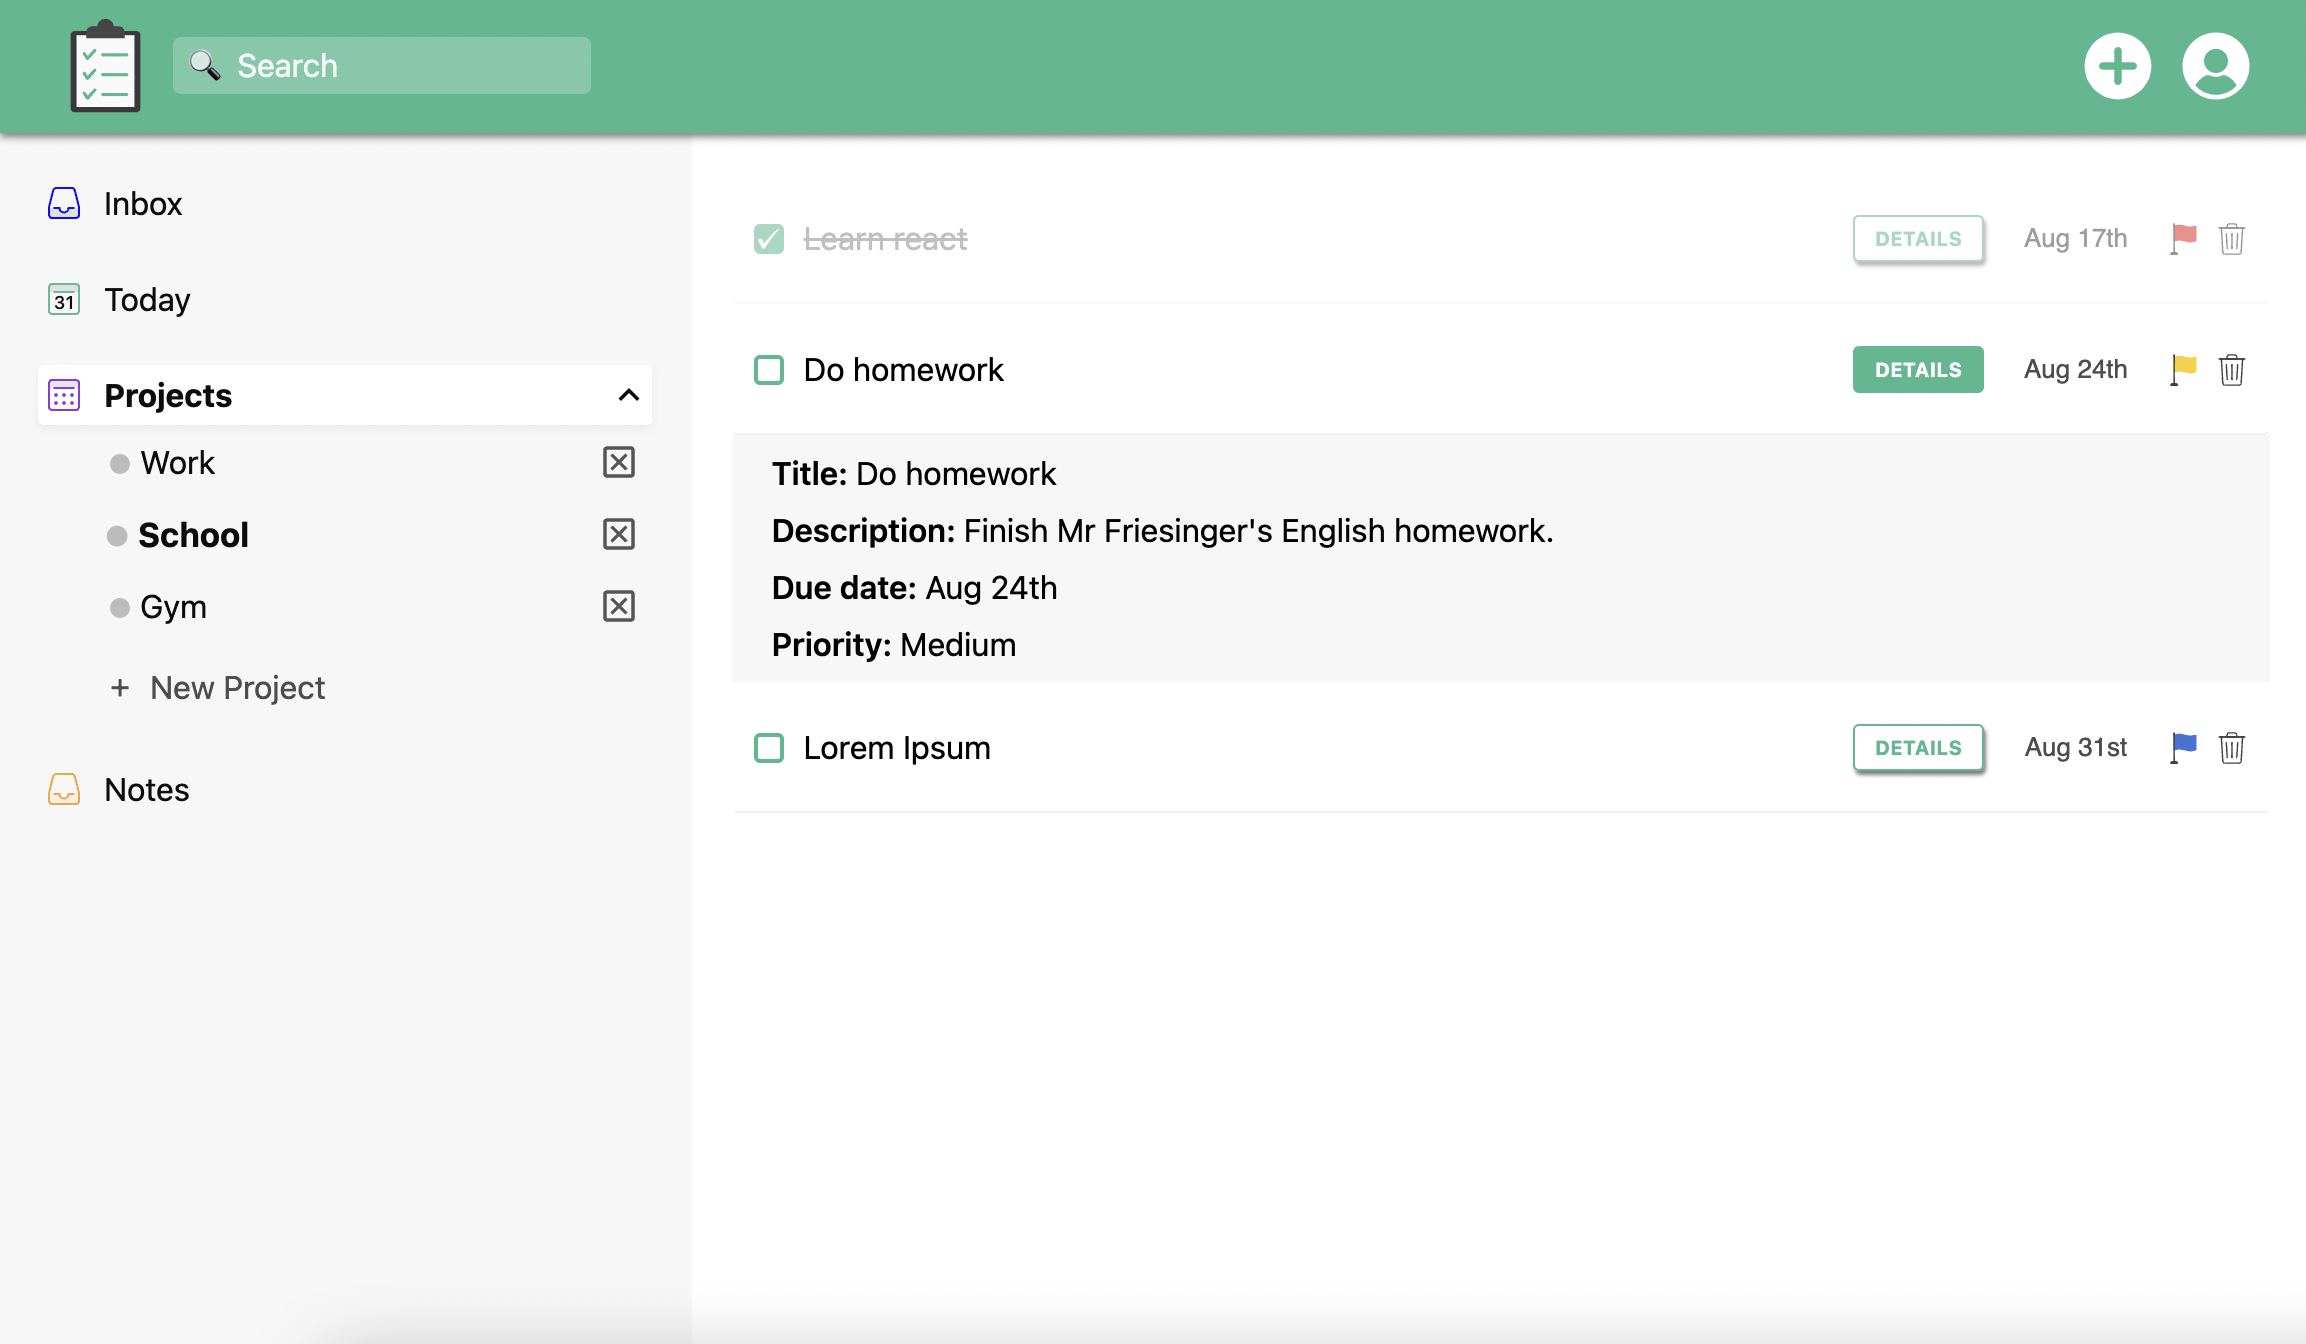 Search
Inbox
31 Today
Projects
Work
School
Gym
+ New Project
Notes
Learn react DETAILS Aug 17th
Do homework DETAILS Aug 24th
Title: Do homework
Description: Finish Mr Friesinger's English homework.
Due date: Aug 24th
Priority: Medium
Lorem Ipsum DETAILS Aug 31st